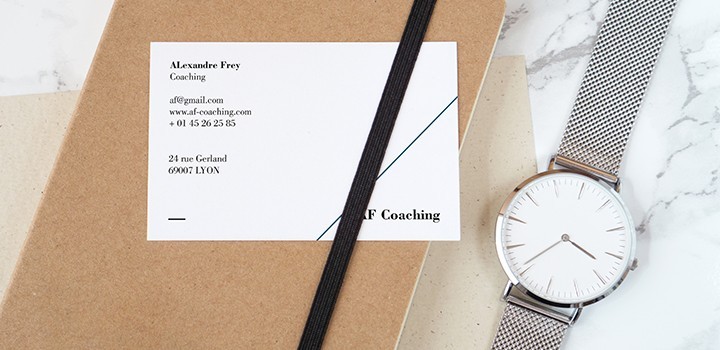 ALexandre Frey
Coaching
af@gmail.com
www.af-coaching.com
+ 01 45 26 25 85
24 rue Gerland
69007 LYON
AF Coaching